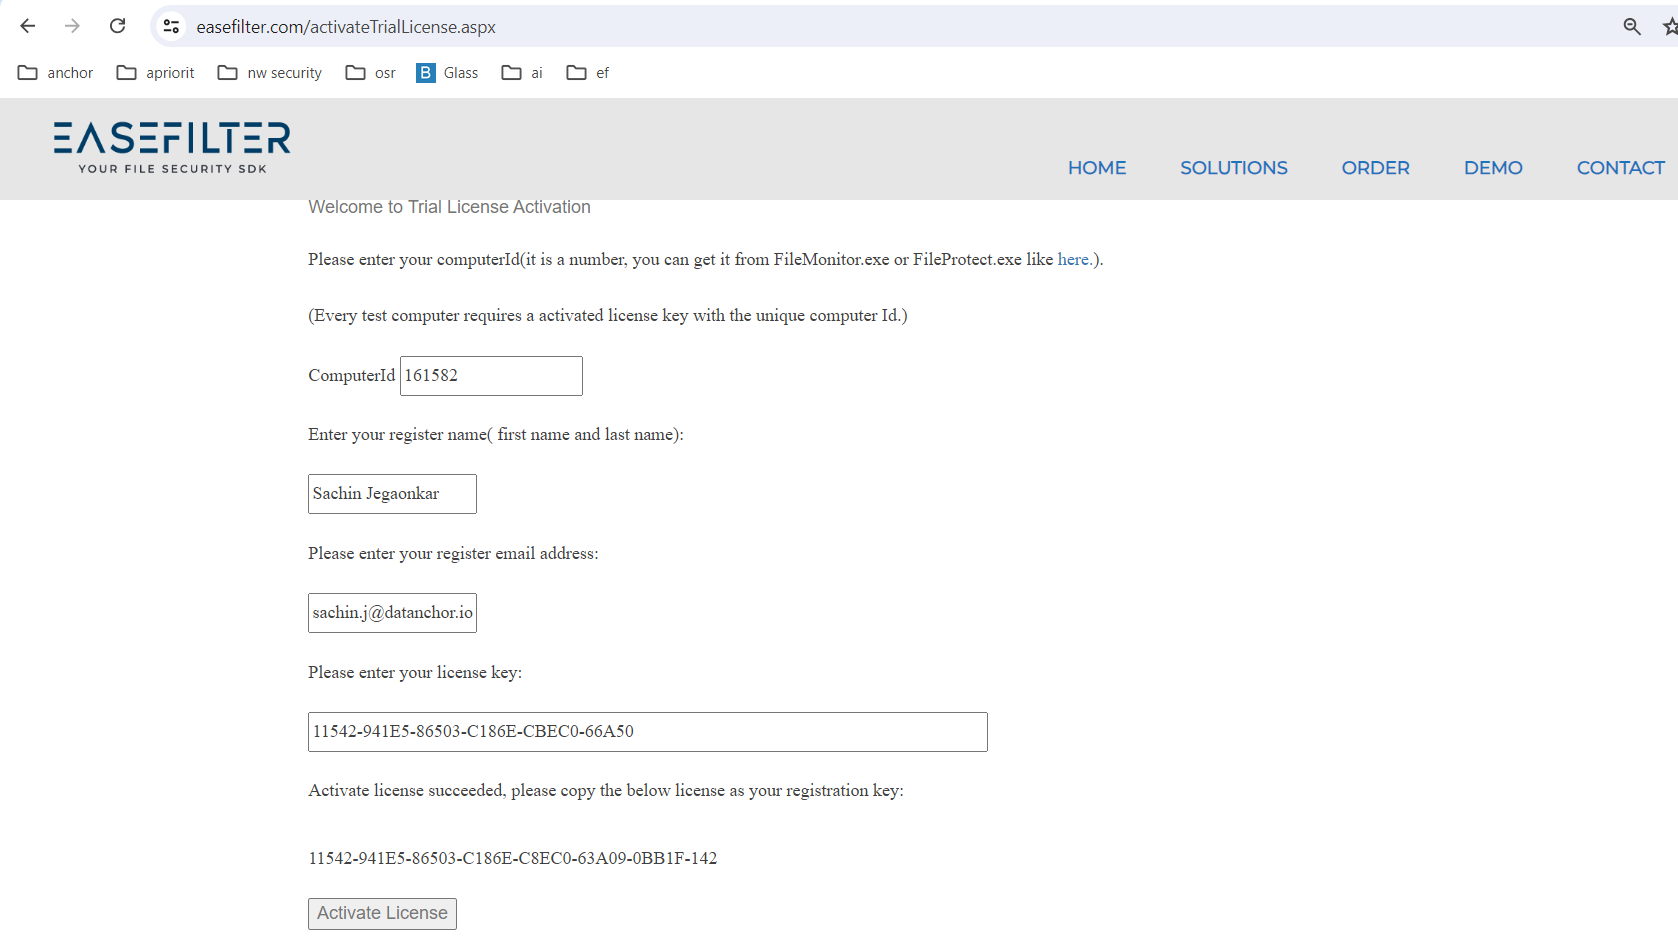 easefilter.com/activateTrialLicense.aspx
anchor apriorit nw security osr B Glass ai ef
EASEFILTER
YOUR FILE SECURITY SDK
HOME SOLUTIONS ORDER DEMO CONTACT
Welcome to Trial License Activation
Please enter your computerId(it is a number, you can get it from FileMonitor.exe or FileProtect.exe like here.).
(Every test computer requires a activated license key with the unique computer Id.)
ComputerId 161582
Enter your register name( first name and last name):
Sachin Jegaonkar
Please enter your register email address:
sachin.j@datanchor.io
Please enter your license key:
11542-941E5-86503-C186E-CBEC0-66A50
Activate license succeeded, please copy the below license as your registration key:
11542-941E5-86503-C186E-C8EC0-63A09-0BB1F-142
Activate License